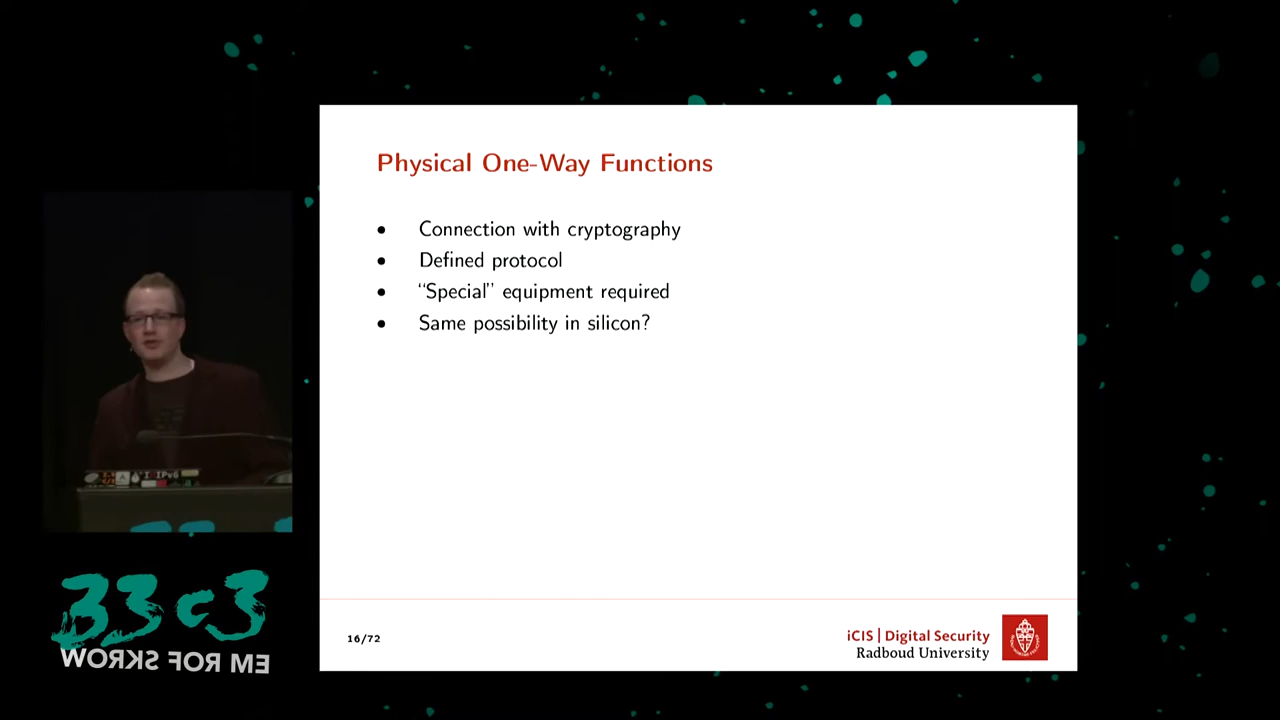 Physical One-Way Functions
• Connection with cryptography
• Defined protocol
• “Special” equipment required
• Same possibility in silicon?
16/72
iCIS | Digital Security
Radboud University
IPv6
33c3
WORKS FOR ME